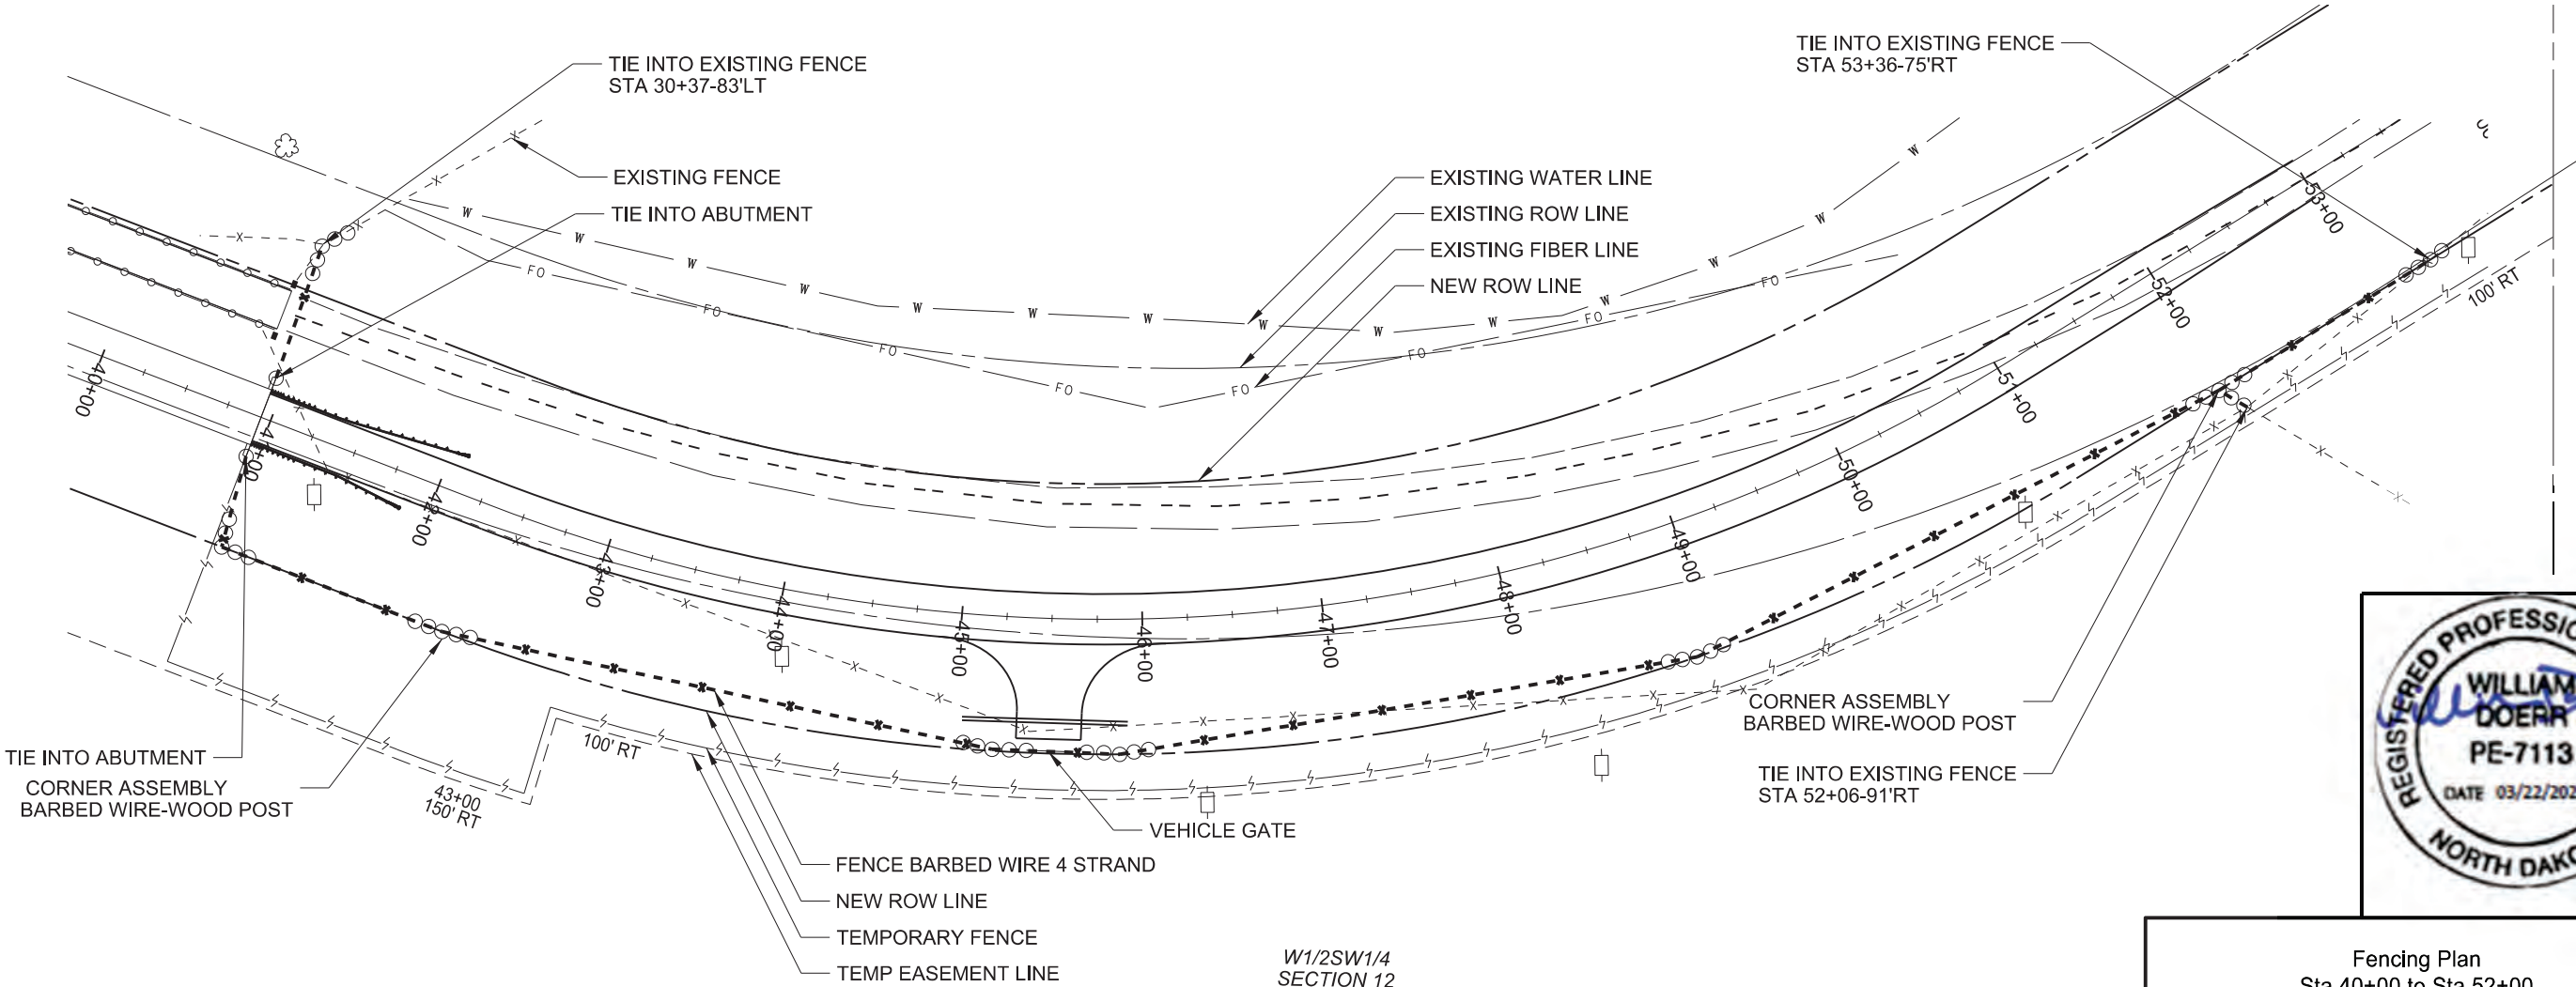 TIE INTO EXISTING FENCE
STA 30+37-83'LT
EXISTING FENCE
TIE INTO ABUTMENT
TIE INTO EXISTING FENCE
STA 53+36-75'RT
EXISTING WATER LINE
EXISTING ROW LINE
EXISTING FIBER LINE
NEW ROW LINE
X
X
X
X
W
W
W
W
W
W
W
W
W
W
W
W
W
FO
FO
FO
FO
FO
FO
FO
FO
40+00
42+00
43+00
44+00
45+00
46+00
47+00
48+00
49+00
50+00
51+00
52+00
53+00
100' RT
TIE INTO ABUTMENT
CORNER ASSEMBLY
BARBED WIRE-WOOD POST
43+00
150' RT
100' RT
VEHICLE GATE
FENCE BARBED WIRE 4 STRAND
NEW ROW LINE
TEMPORARY FENCE
TEMP EASEMENT LINE
CORNER ASSEMBLY
BARBED WIRE-WOOD POST
TIE INTO EXISTING FENCE
STA 52+06-91'RT
W1/2SW1/4
SECTION 12
REGISTERED PROFESSIO
WILLIAM
DOERR
PE-7113
DATE 03/22/202
NORTH DAKO
Fencing Plan
Sta 40+00 to Sta 52+00